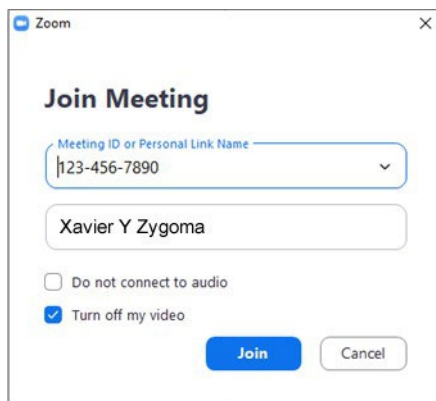 Zoom
Join Meeting
Meeting ID or Personal Link Name
123-456-7890
Xavier Y Zygoma
Do not connect to audio
Turn off my video
Join Cancel